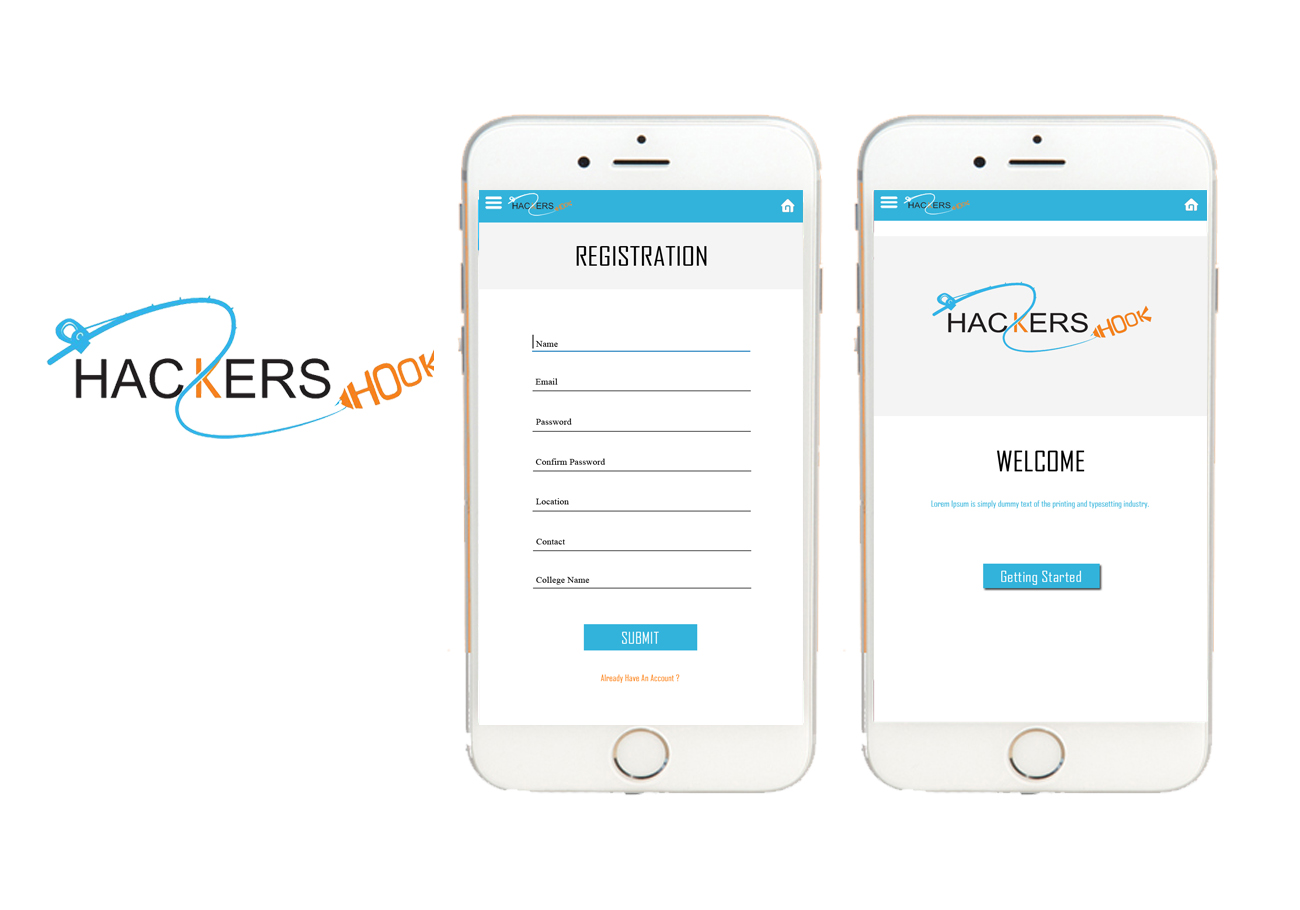 HACKERS HOOK
HACKERS HOOK
REGISTRATION
Name
Email
Password
Confirm Password
Location
Contact
College Name
SUBMIT
Already Have An Account ?
HACKERS HOOK
HACKERS HOOK
WELCOME
Lorem Ipsum is simply dummy text of the printing and typesetting industry.
Getting Started